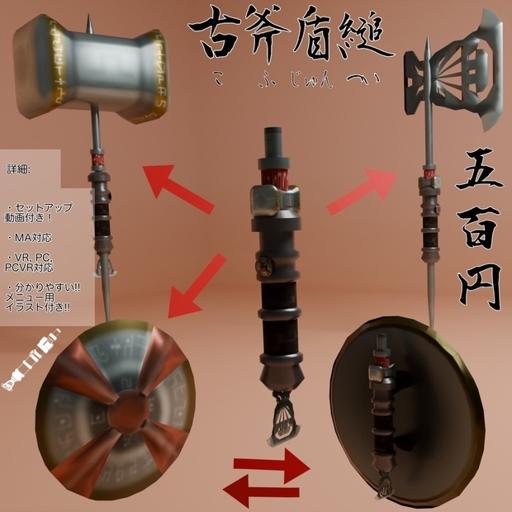 古斧盾縋
こ ふ じゅん へい
五百円
詳細:
・セットアップ
動画付き！
・MA対応
・VR, PC,
PCVR対応
・分かりやすい!!
メニュー用
イラスト付き!!